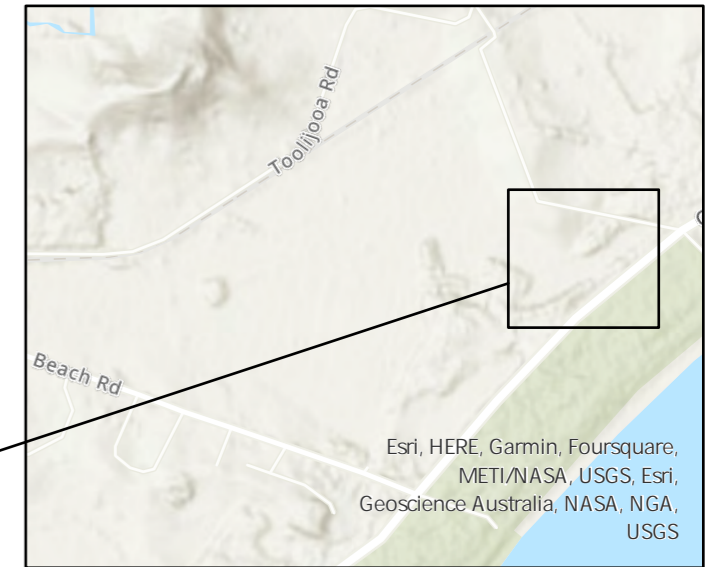 Toolijooa Rd
Beach Rd
Esri, HERE, Garmin, Foursquare,
METI/NASA, USGS, Esri,
Geoscience Australia, NASA, NGA,
USGS